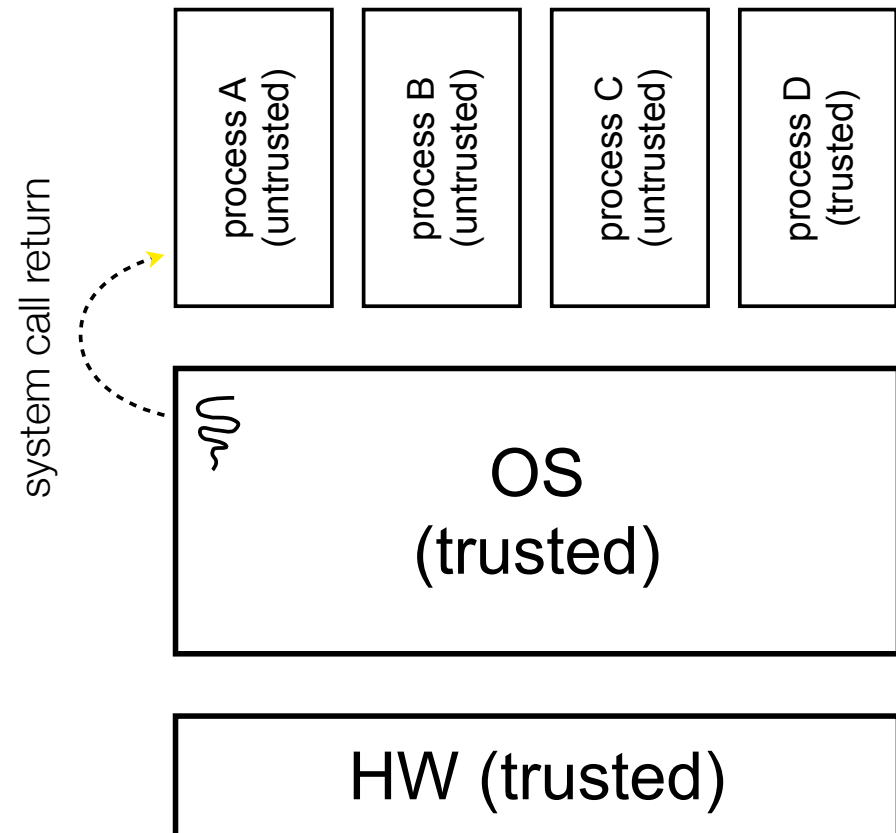 process A
(untrusted)
process B
(untrusted)
process C
(untrusted)
process D
(trusted)
system call return
OS
(trusted)
HW (trusted)